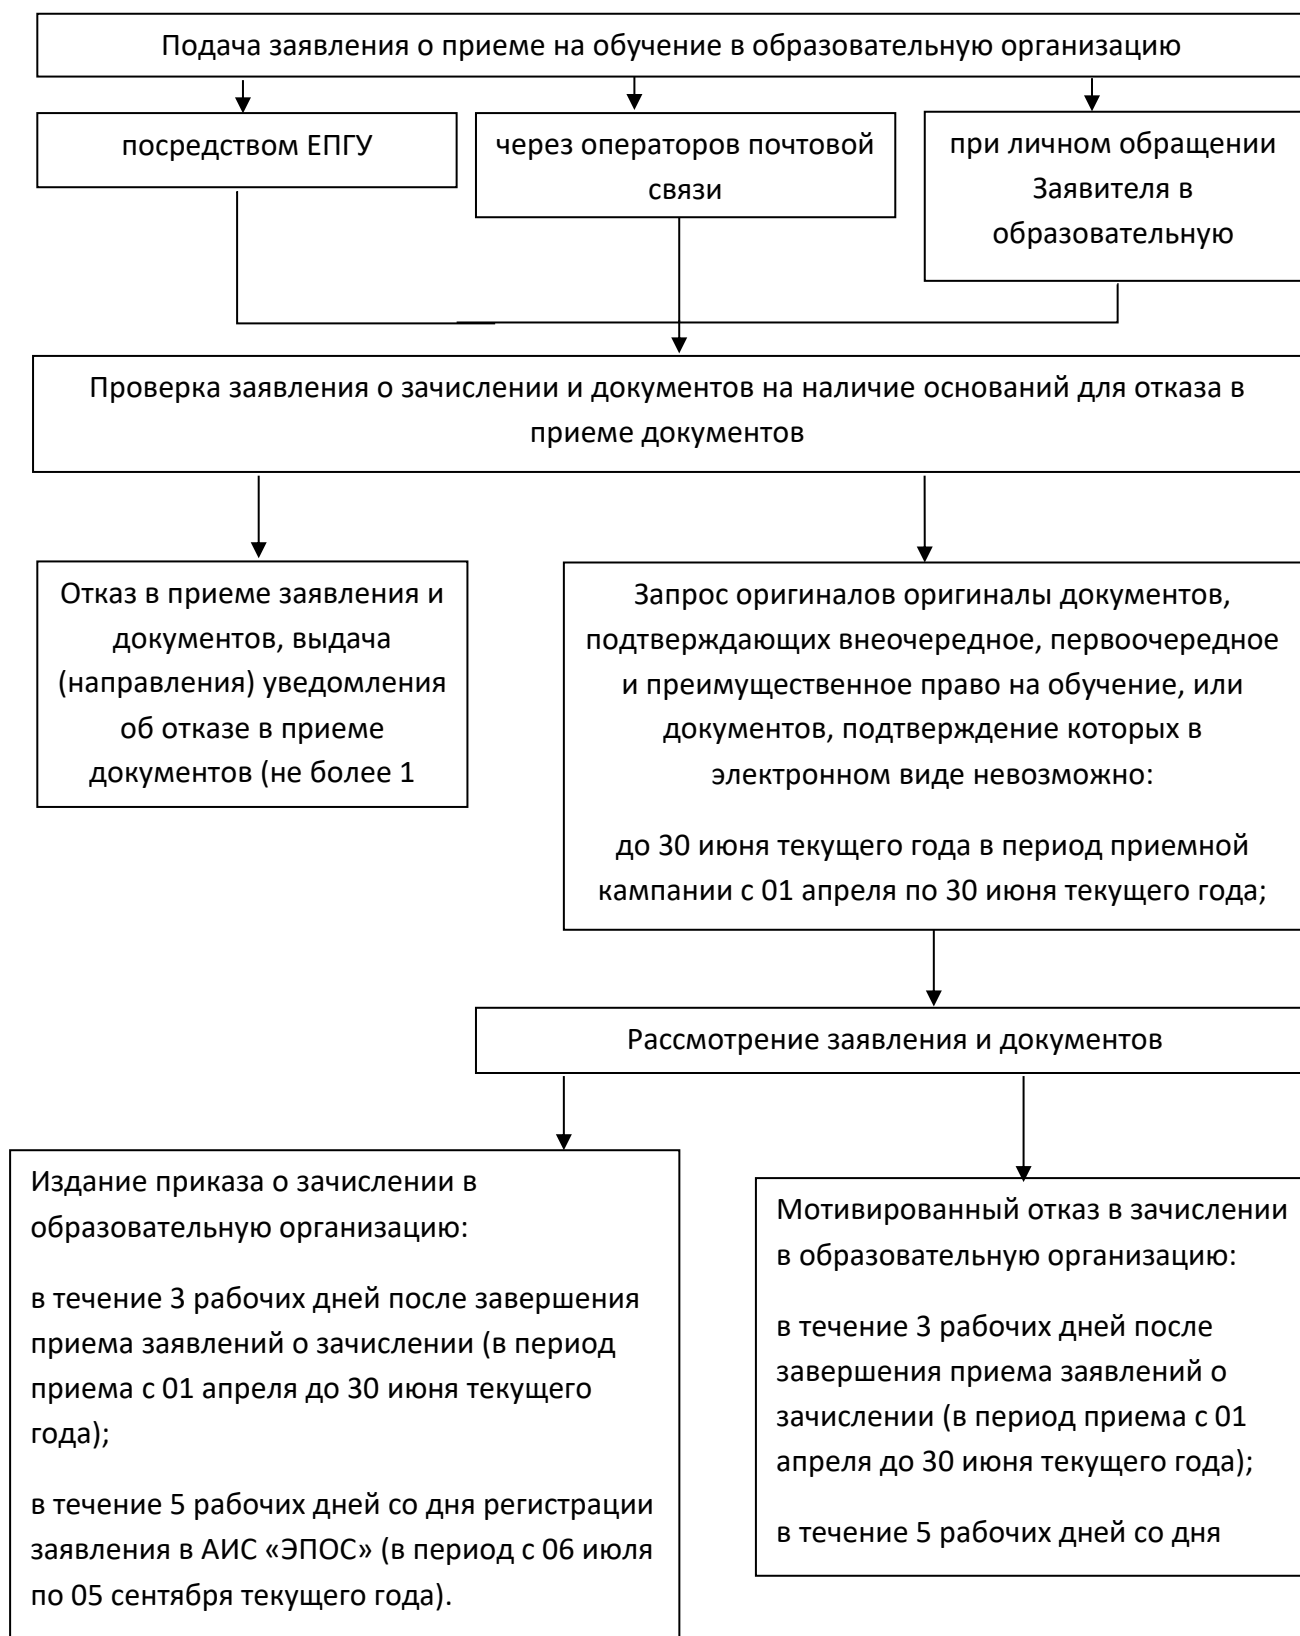 Подача заявления о приеме на обучение в образовательную организацию
посредством ЕПГУ
через операторов почтовой
связи
при личном обращении
Заявителя в
образовательную
Проверка заявления о зачислении и документов на наличие оснований для отказа в
приеме документов
Отказ в приеме заявления и
документов, выдача
(направления) уведомления
об отказе в приеме
документов (не более 1
Запрос оригиналов оригиналы документов,
подтверждающих внеочередное, первоочередное
и преимущественное право на обучение, или
документов, подтверждение которых в
электронном виде невозможно:
до 30 июня текущего года в период приемной
кампании с 01 апреля по 30 июня текущего года;
Рассмотрение заявления и документов
Издание приказа о зачислении в
образовательную организацию:
в течение 3 рабочих дней после завершения
приема заявлений о зачислении (в период
приема с 01 апреля до 30 июня текущего
года);
в течение 5 рабочих дней со дня регистрации
заявления в АИС «ЭПОС» (в период с 06 июля
по 05 сентября текущего года).
Мотивированный отказ в зачислении
в образовательную организацию:
в течение 3 рабочих дней после
завершения приема заявлений о
зачислении (в период приема с 01
апреля до 30 июня текущего года);
в течение 5 рабочих дней со дня